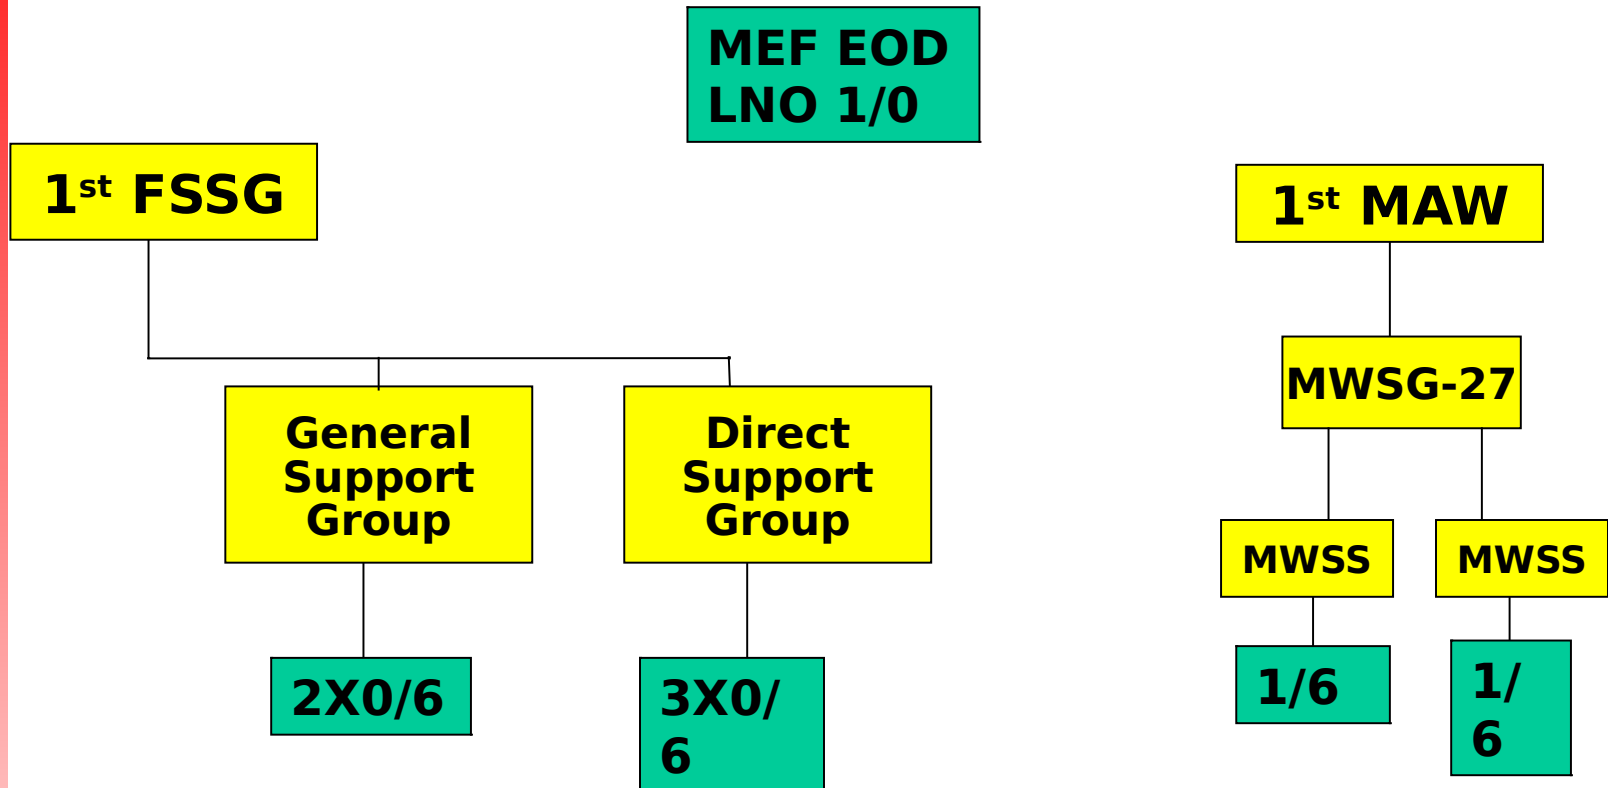 MEF EOD
LNO 1/0
1st FSSG
1st MAW
MWSG-27
General
Support
Group
Direct
Support
Group
MWSS
MWSS
2X0/6
3X0/
6
1/6
1/
6